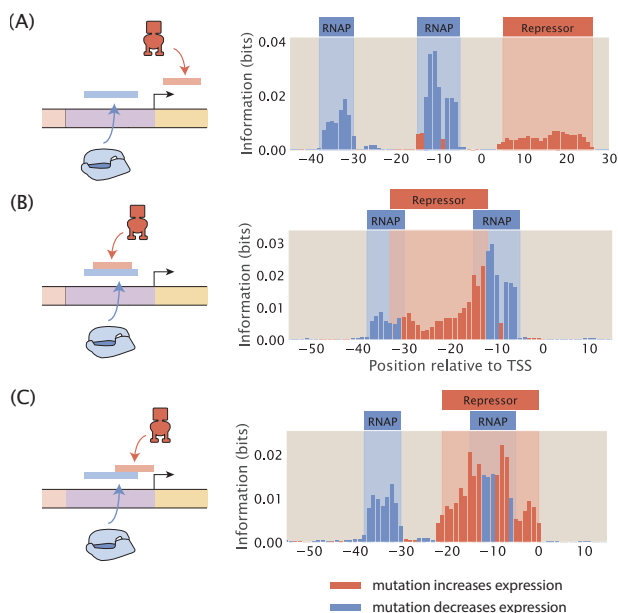 (A)
RNAP RNAP Repressor
Information (bits)
0.04
0.02
0.00
−40 −30 −20 −10 0 10 20 30
(B)
Repressor
RNAP RNAP
Information (bits)
0.03
0.02
0.01
0.00
−50 −40 −30 −20 −10 0 10
Position relative to TSS
(C)
Repressor
RNAP RNAP
Information (bits)
0.02
0.01
0.00
−50 −40 −30 −20 −10 0 10
mutation increases expression
mutation decreases expression